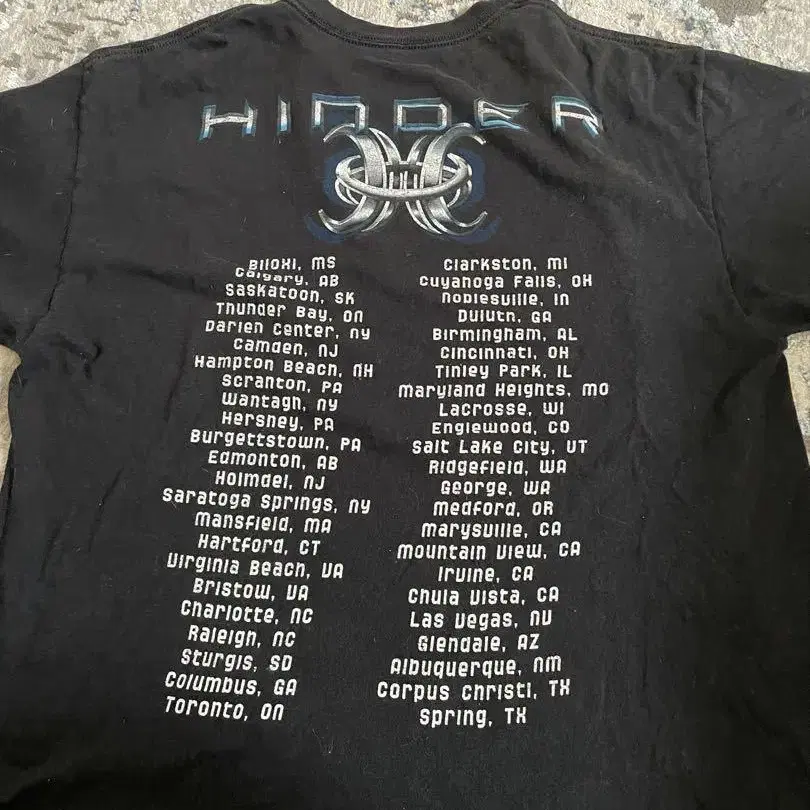 HINDER
Biloxi, MS
Calgary, AB
Saskatoon, SK
Thunder Bay, ON
Darien Center, NY
Camden, NJ
Hampton Beach, NH
Scranton, PA
Wantagh, NY
Hershey, PA
Burgettstown, PA
Edmonton, AB
Holmdel, NJ
Saratoga Springs, NY
Mansfield, MA
Hartford, CT
Virginia Beach, VA
Bristow, VA
Charlotte, NC
Raleigh, NC
Sturgis, SD
Columbus, GA
Toronto, ON
Clarkston, MI
Cuyahoga Falls, OH
Noblesville, IN
Duluth, GA
Birmingham, AL
Cincinnati, OH
Tinley Park, IL
Maryland Heights, MO
Lacrosse, WI
Englewood, CO
Salt Lake City, UT
Ridgefield, WA
George, WA
Medford, OR
Marysville, CA
Mountain View, CA
Irvine, CA
Chula Vista, CA
Las Vegas, NV
Glendale, AZ
Albuquerque, NM
Corpus Christi, TX
Spring, TX